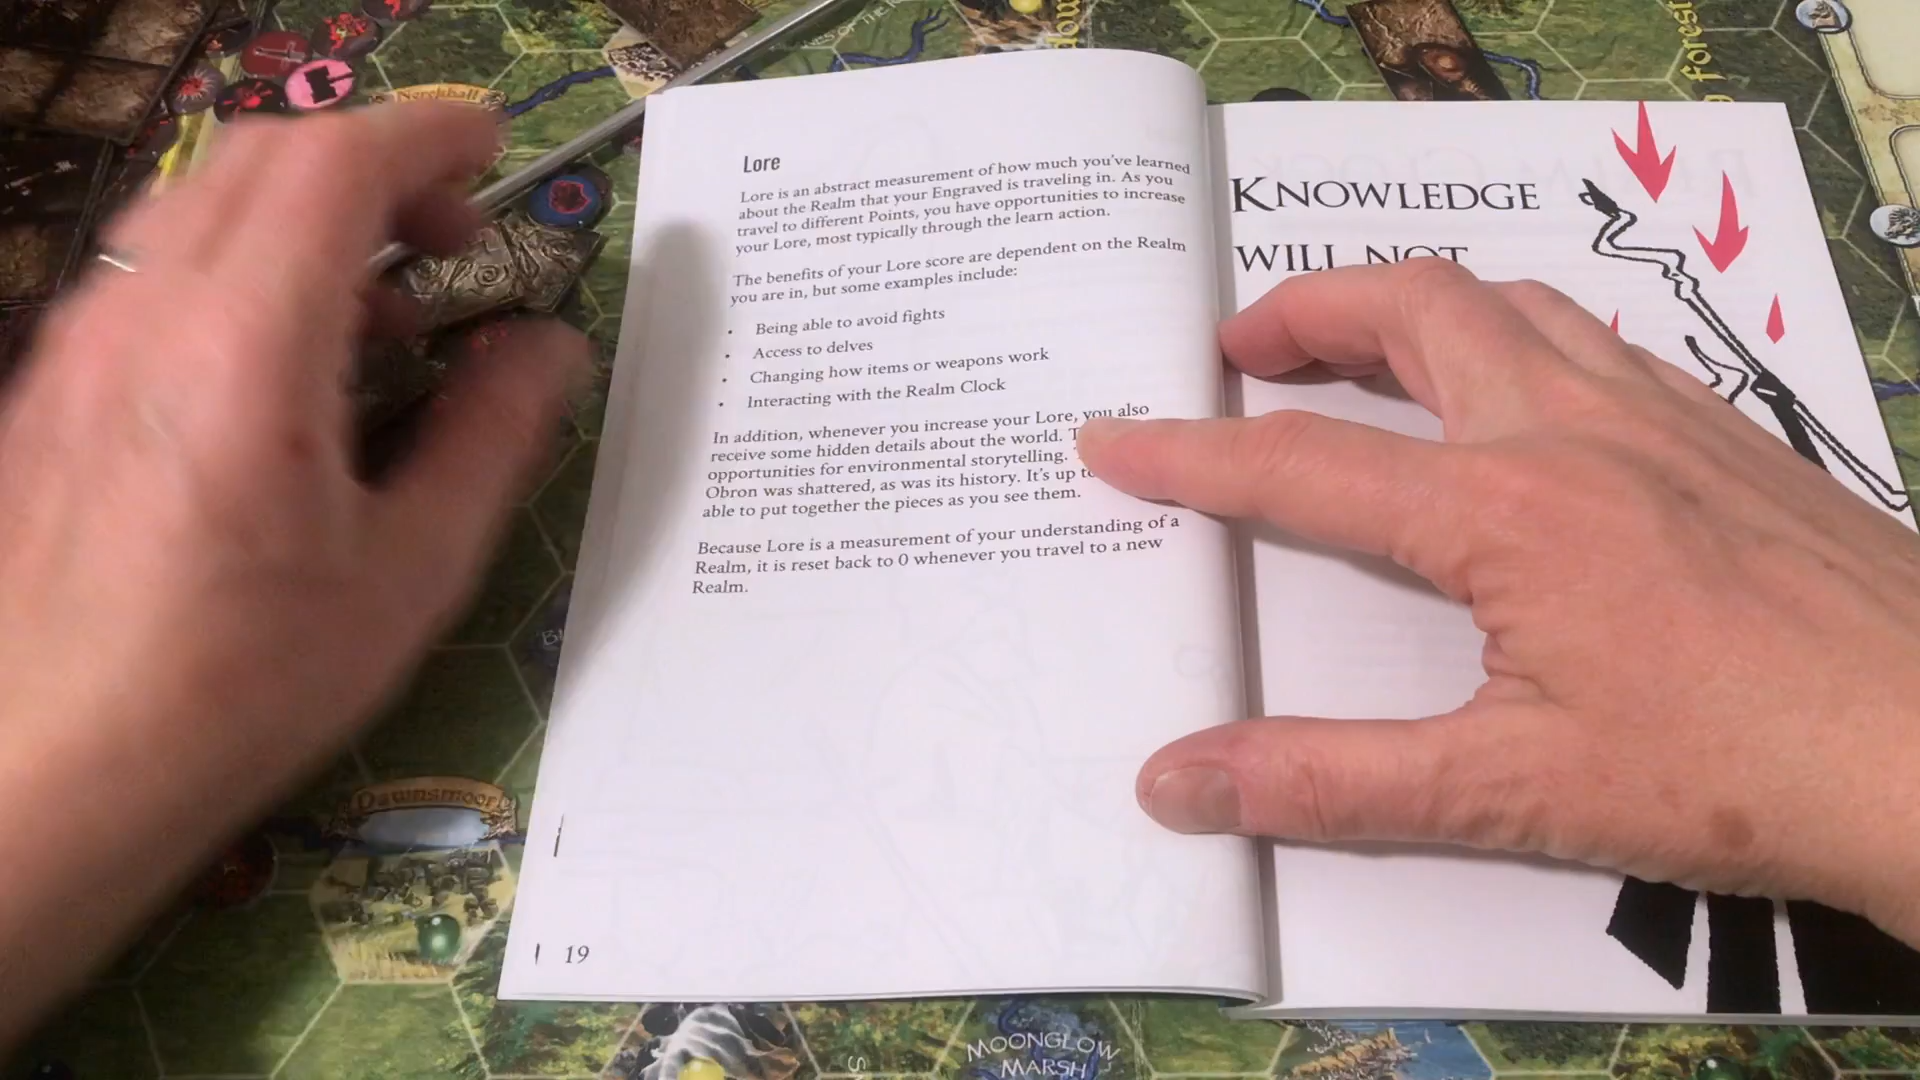 Nerekhall
Lore
Lore is an abstract measurement of how much you've learned
about the Realm that your Engraved is traveling in. As you
travel to different Points, you have opportunities to increase
your Lore, most typically through the learn action.
The benefits of your Lore score are dependent on the Realm
you are in, but some examples include:
• Being able to avoid fights
• Access to delves
• Changing how items or weapons work
• Interacting with the Realm Clock
In addition, whenever you increase your Lore, you also
receive some hidden details about the world.
opportunities for environmental storytelling.
Obron was shattered, as was its history. It's up to
able to put together the pieces as you see them.
Because Lore is a measurement of your understanding of a
Realm, it is reset back to 0 whenever you travel to a new
Realm.
19
KNOWLEDGE
WILL NOT
Dawnsmoor
MOONGLOW
MARSH
forest
OF THE